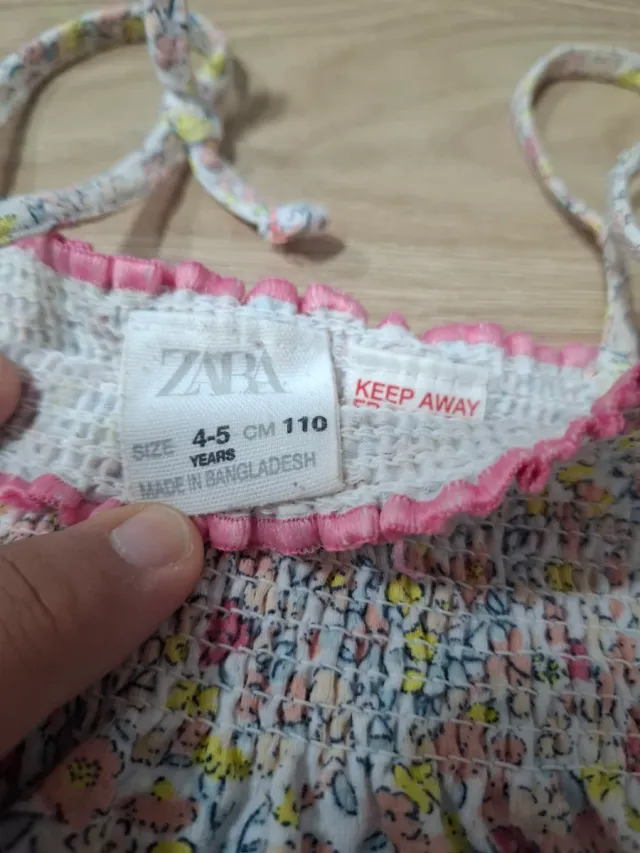 ZARA
SIZE 4-5 CM 110
YEARS
MADE IN BANGLADESH
KEEP AWAY